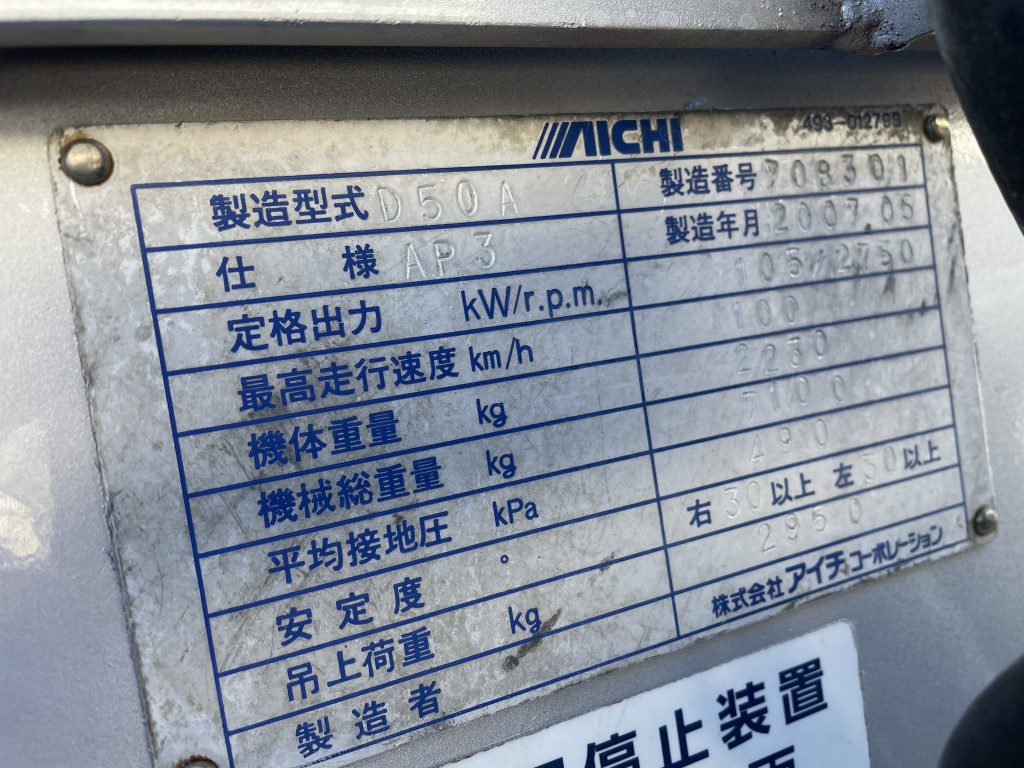 AICHI 493-012799
製造型式 D50A 製造番号 708301
仕様 AP3 製造年月 2007.05
定格出力 kW/r.p.m. 105/2750
最高走行速度 km/h 100
機体重量 kg 2230
機械総重量 kg 7100
平均接地圧 kPa 490
安定度 ° 右30以上 左30以上
吊上荷重 kg 2950
製造者 株式会社アイチコーポレーション
停止装置